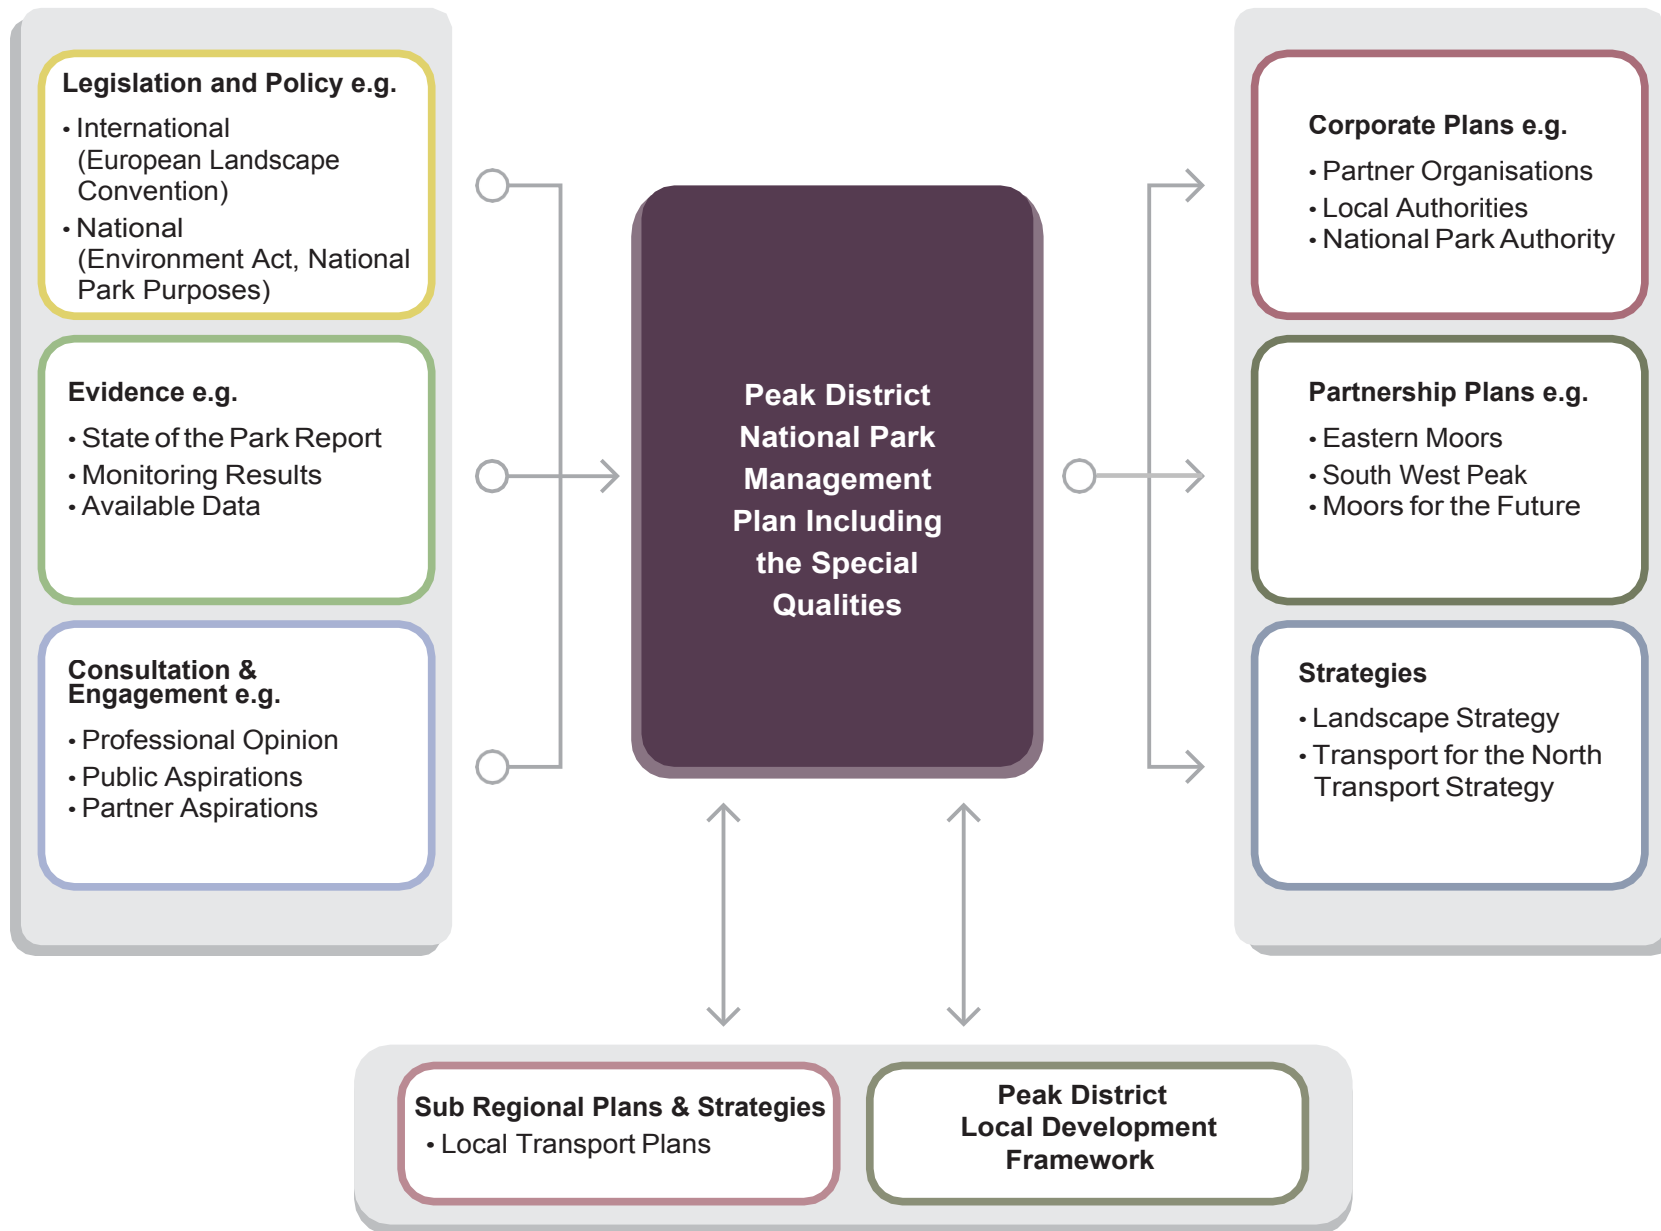 Legislation and Policy e.g.
• International
(European Landscape
Convention)
• National
(Environment Act, National
Park Purposes)
Evidence e.g.
• State of the Park Report
• Monitoring Results
• Available Data
Consultation &
Engagement e.g.
• Professional Opinion
• Public Aspirations
• Partner Aspirations
Peak District
National Park
Management
Plan Including
the Special
Qualities
Corporate Plans e.g.
• Partner Organisations
• Local Authorities
• National Park Authority
Partnership Plans e.g.
• Eastern Moors
• South West Peak
• Moors for the Future
Strategies
• Landscape Strategy
• Transport for the North
Transport Strategy
Sub Regional Plans & Strategies
• Local Transport Plans
Peak District
Local Development
Framework